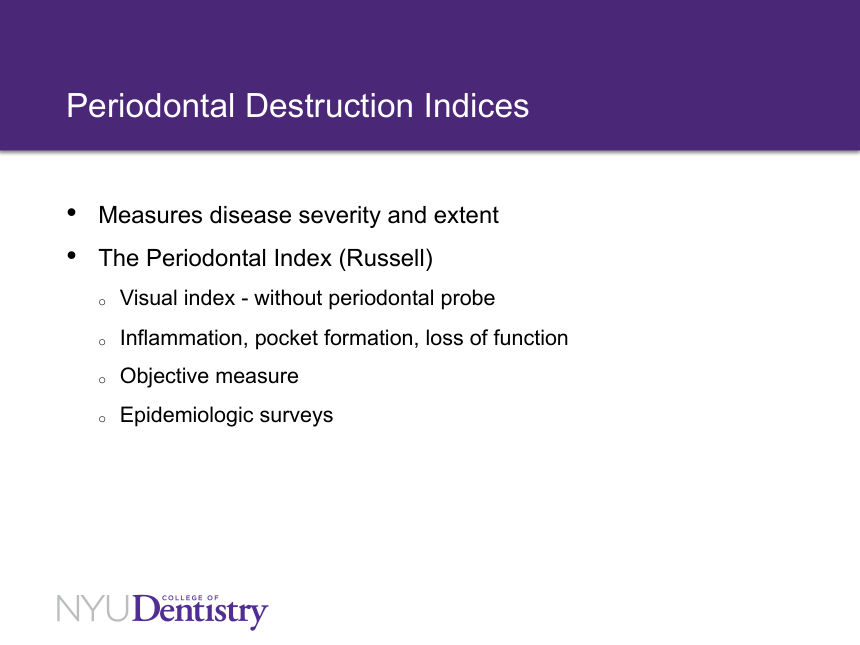 Periodontal Destruction Indices
• Measures disease severity and extent
• The Periodontal Index (Russell)
○ Visual index - without periodontal probe
○ Inflammation, pocket formation, loss of function
○ Objective measure
○ Epidemiologic surveys
COLLEGE OF
NYU Dentistry